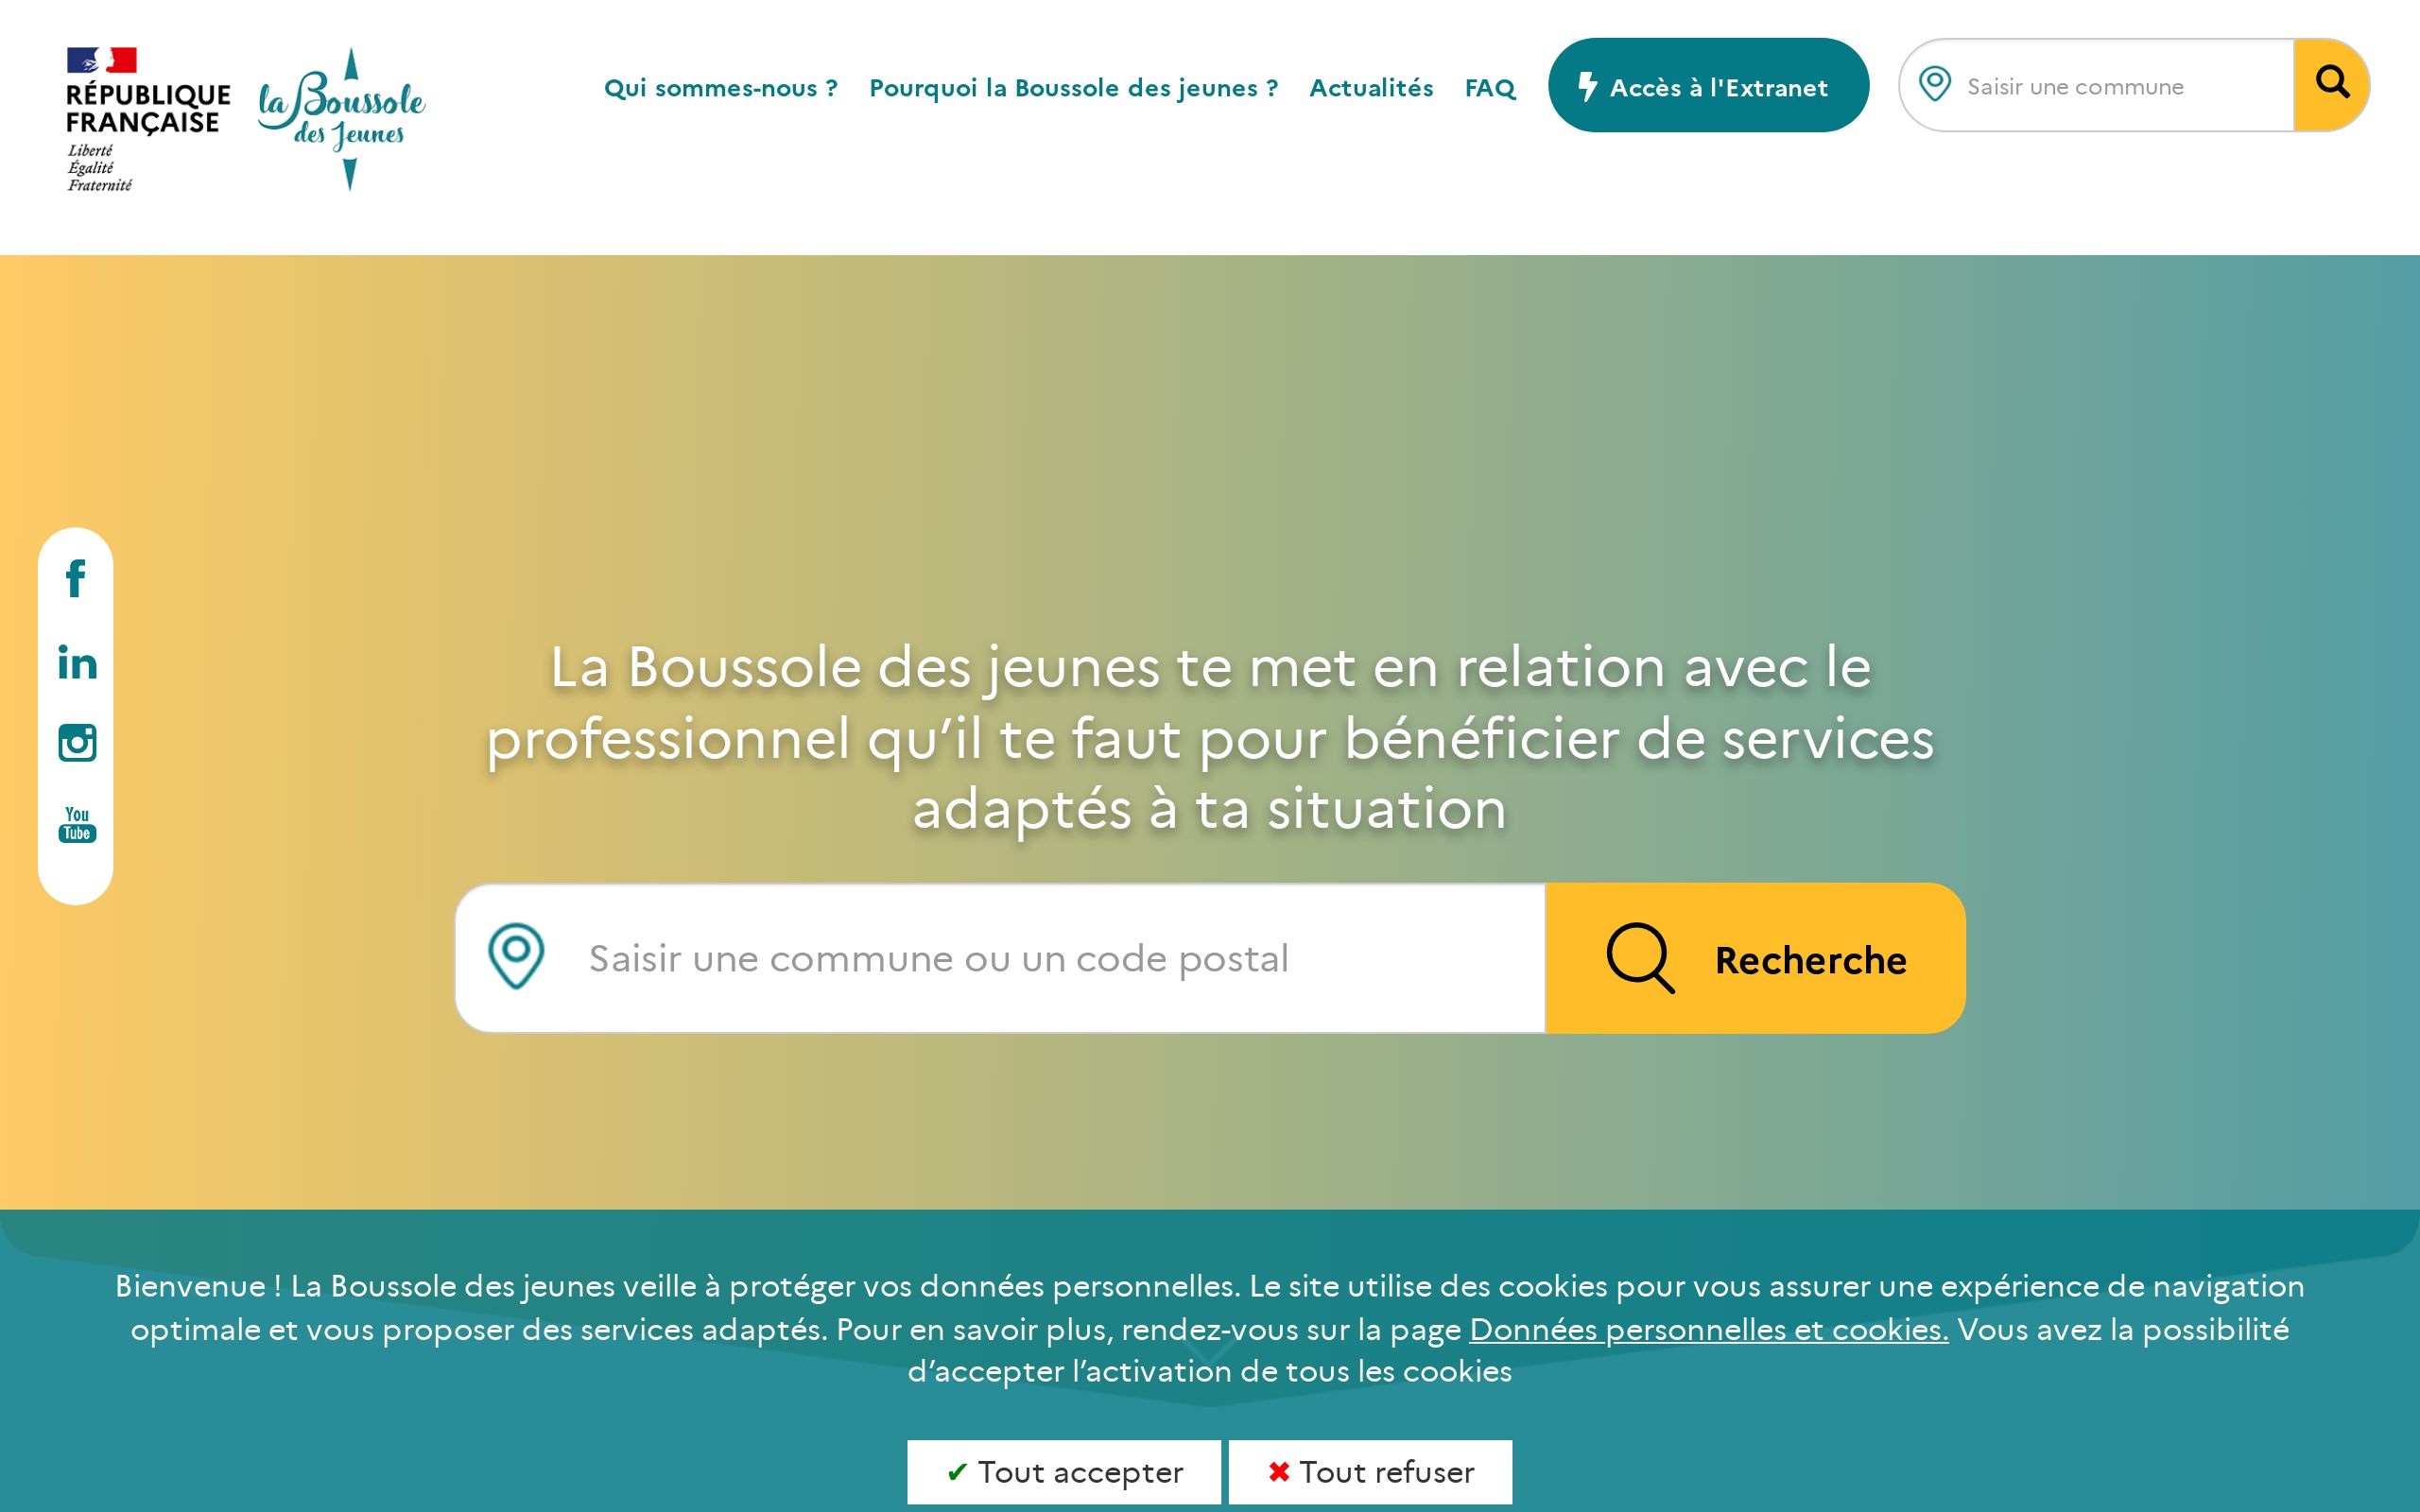 RÉPUBLIQUE
FRANÇAISE
Liberté
Égalité
Fraternité
la Boussole
des Jeunes
Qui sommes-nous ?
Pourquoi la Boussole des jeunes ?
Actualités
FAQ
Accès à l'Extranet
Saisir une commune
You
Tube
La Boussole des jeunes te met en relation avec le
professionnel qu’il te faut pour bénéficier de services
adaptés à ta situation
Saisir une commune ou un code postal
Recherche
Bienvenue ! La Boussole des jeunes veille à protéger vos données personnelles. Le site utilise des cookies pour vous assurer une expérience de navigation
optimale et vous proposer des services adaptés. Pour en savoir plus, rendez-vous sur la page Données personnelles et cookies. Vous avez la possibilité
d’accepter l’activation de tous les cookies
✔ Tout accepter
✖ Tout refuser